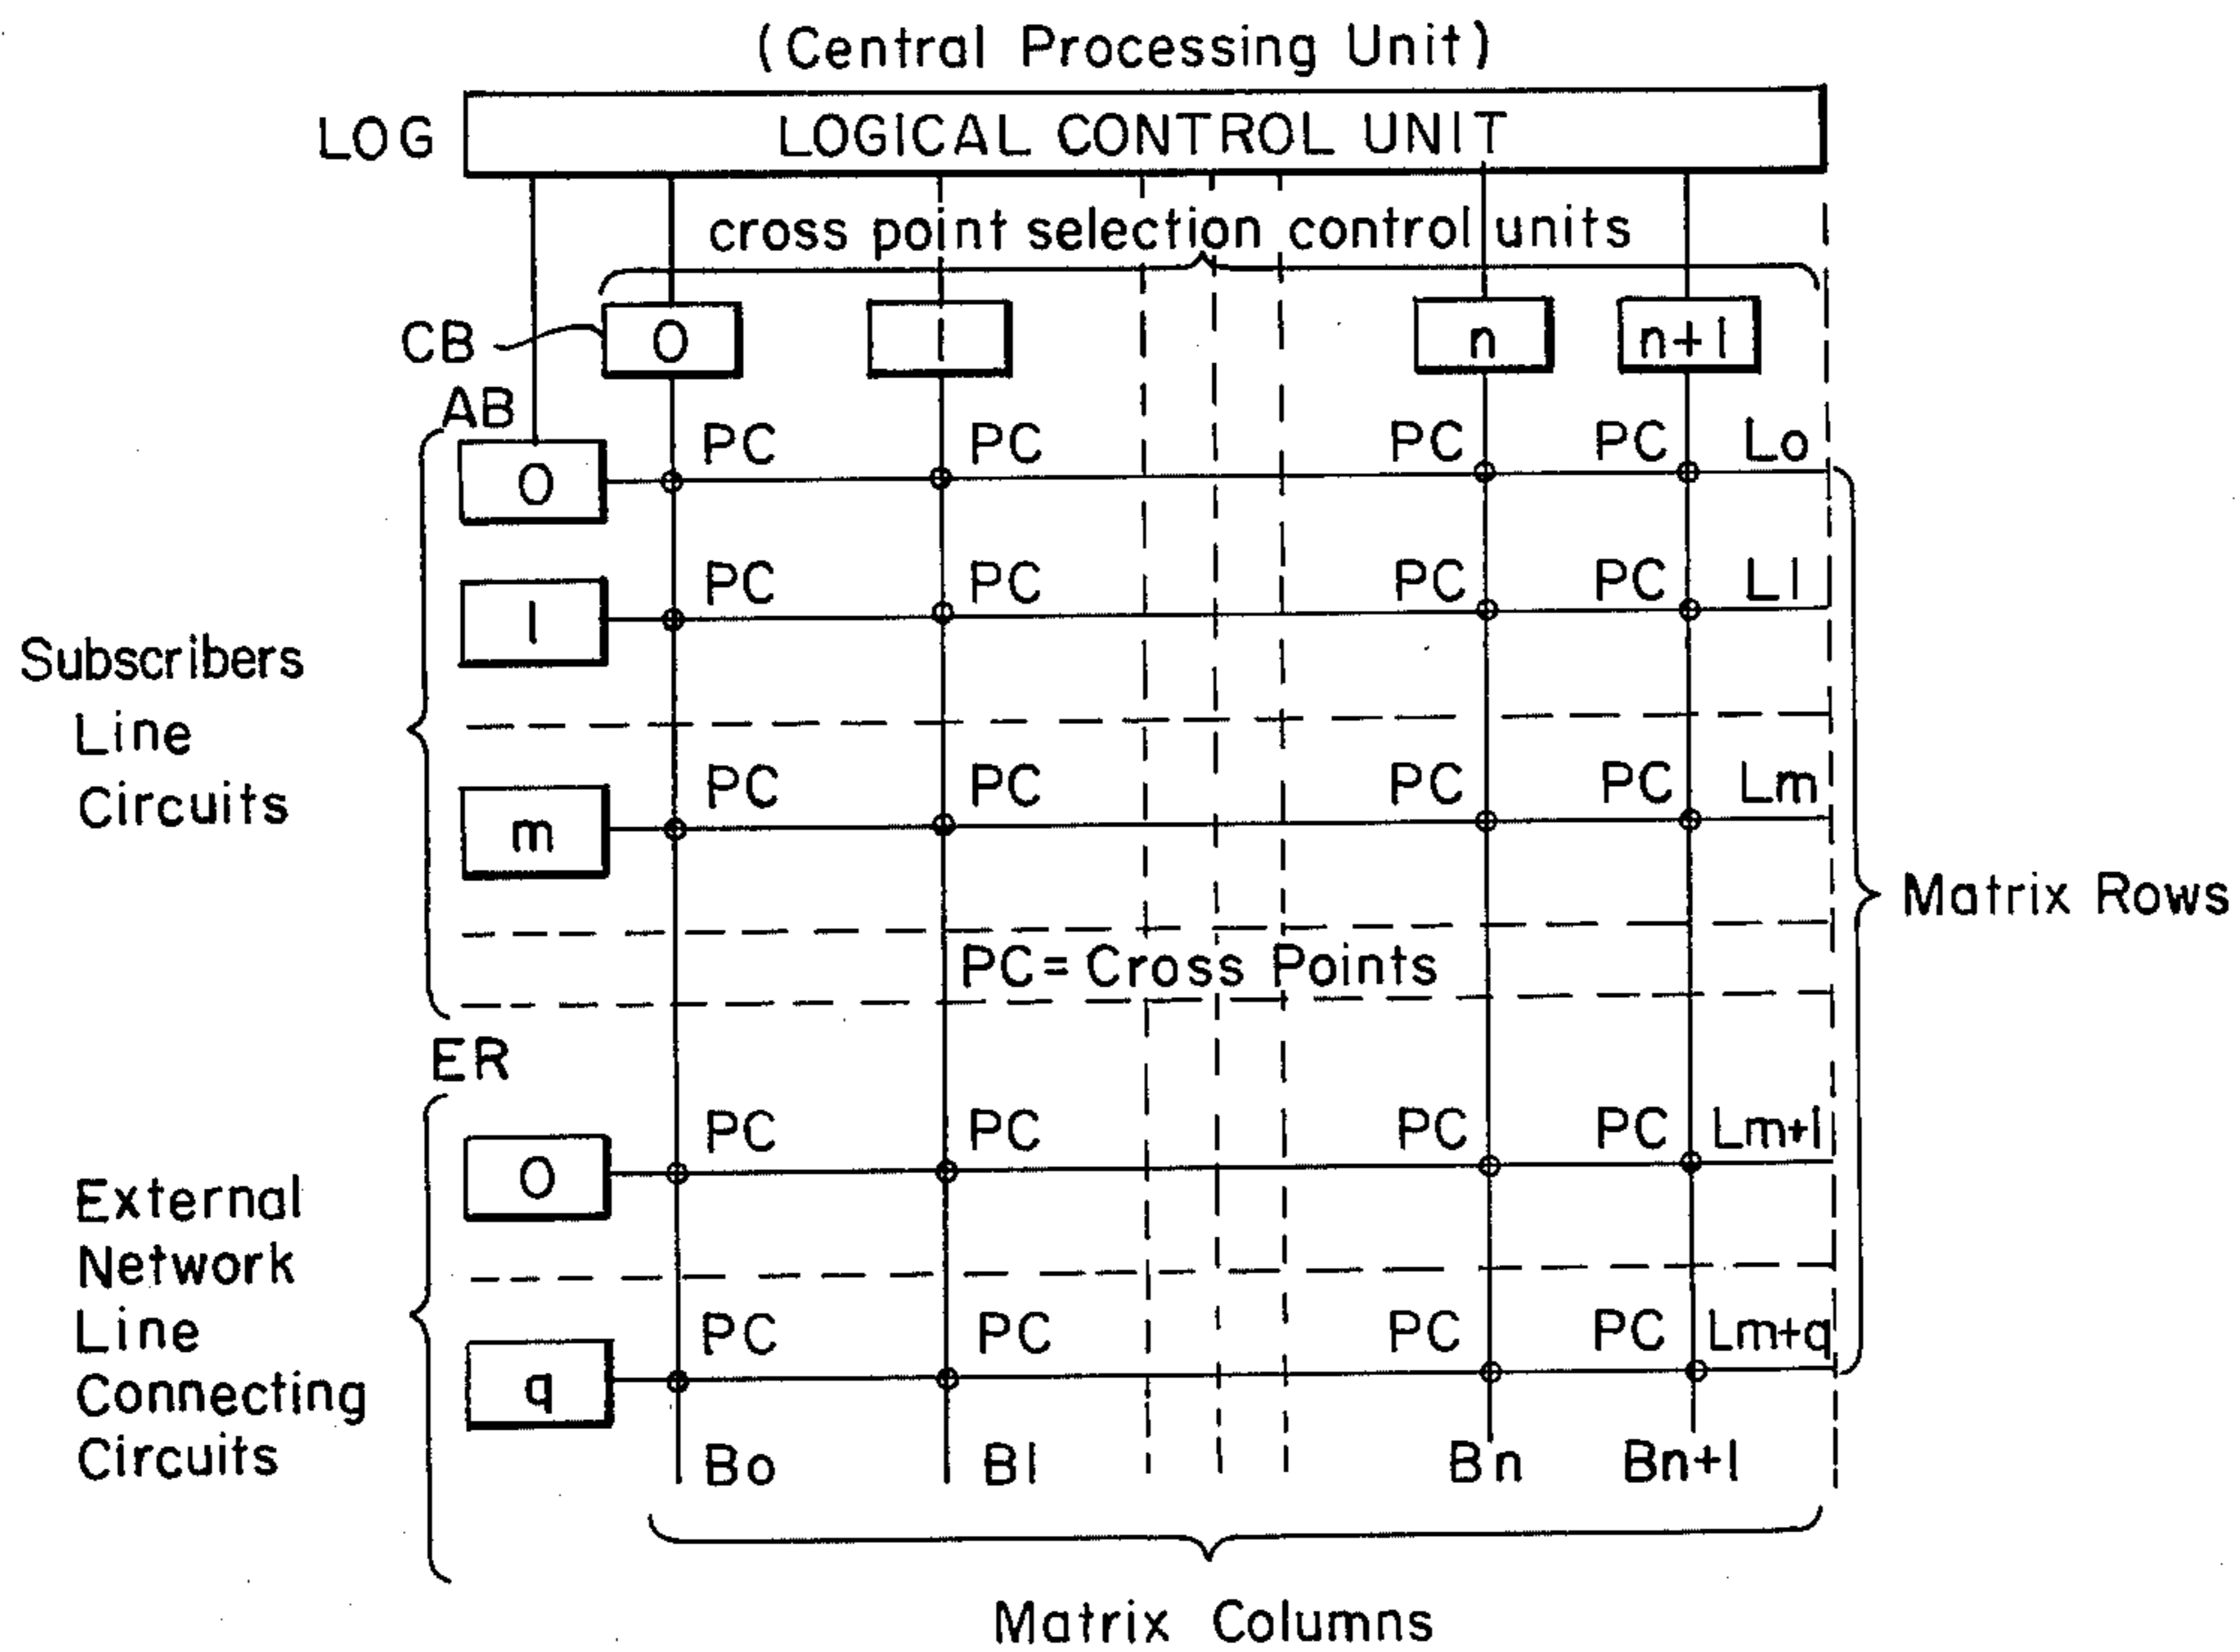 (Central Processing Unit)
LOG LOGICAL CONTROL UNIT
cross point selection control units
CB O 1 n n+1
AB
PC PC PC PC Lo
O
PC PC PC PC L1
1
Subscribers
Line
Circuits
PC PC PC PC Lm
m
Matrix Rows
PC = Cross Points
ER
PC PC PC PC Lm+1
O
External
Network
Line
Connecting
Circuits
PC PC PC PC Lm+q
q
Bo B1 Bn Bn+1
Matrix Columns